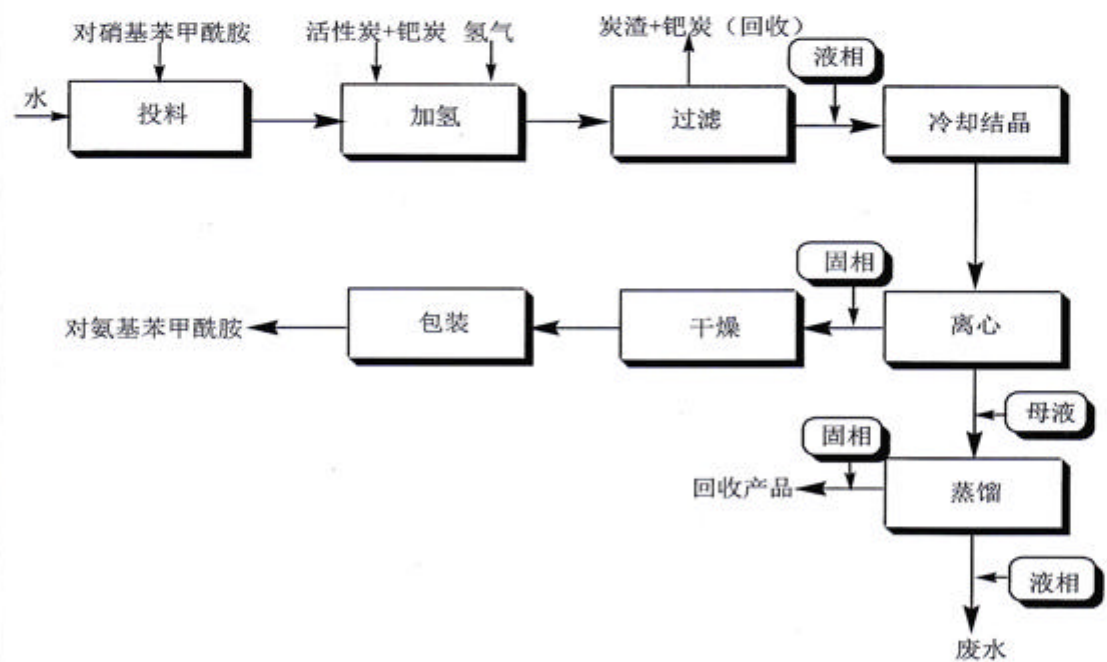 对硝基苯甲酰胺
活性炭+钯炭 氢气
炭渣+钯炭（回收）
液相
水
投料
加氢
过滤
冷却结晶
固相
对氨基苯甲酰胺
包装
干燥
离心
母液
固相
回收产品
蒸馏
液相
废水